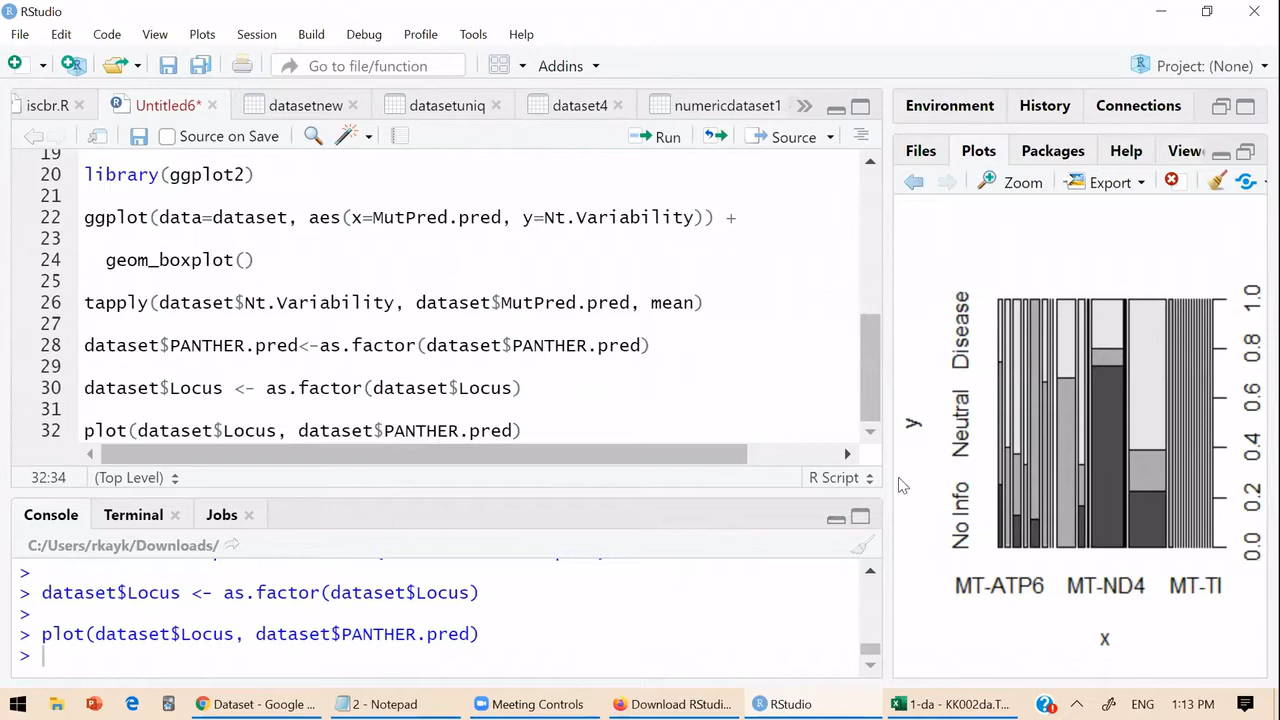 RStudio
File Edit Code View Plots Session Build Debug Profile Tools Help
Go to file/function Addins Project: (None)
iscbr.R Untitled6* datasetnew datasetuniq dataset4 numericdataset1
Source on Save Run Source
19
20 library(ggplot2)
21
22 ggplot(data=dataset, aes(x=MutPred.pred, y=Nt.Variability)) +
23
24 geom_boxplot()
25
26 tapply(dataset$Nt.Variability, dataset$MutPred.pred, mean)
27
28 dataset$PANTHER.pred<-as.factor(dataset$PANTHER.pred)
29
30 dataset$Locus <- as.factor(dataset$Locus)
31
32 plot(dataset$Locus, dataset$PANTHER.pred)
32:34 (Top Level) R Script
Console Terminal Jobs
C:/Users/rkayk/Downloads/
>
> dataset$Locus <- as.factor(dataset$Locus)
>
> plot(dataset$Locus, dataset$PANTHER.pred)
>
Environment History Connections
Files Plots Packages Help View
Zoom Export
y
Disease
Neutral
No Info
1.0
0.8
0.6
0.4
0.2
0.0
MT-ATP6 MT-ND4 MT-TI
x
Dataset - Google ... 2 - Notepad Meeting Controls Download RStudi... RStudio 1-da - KK002da.T... ENG 1:13 PM